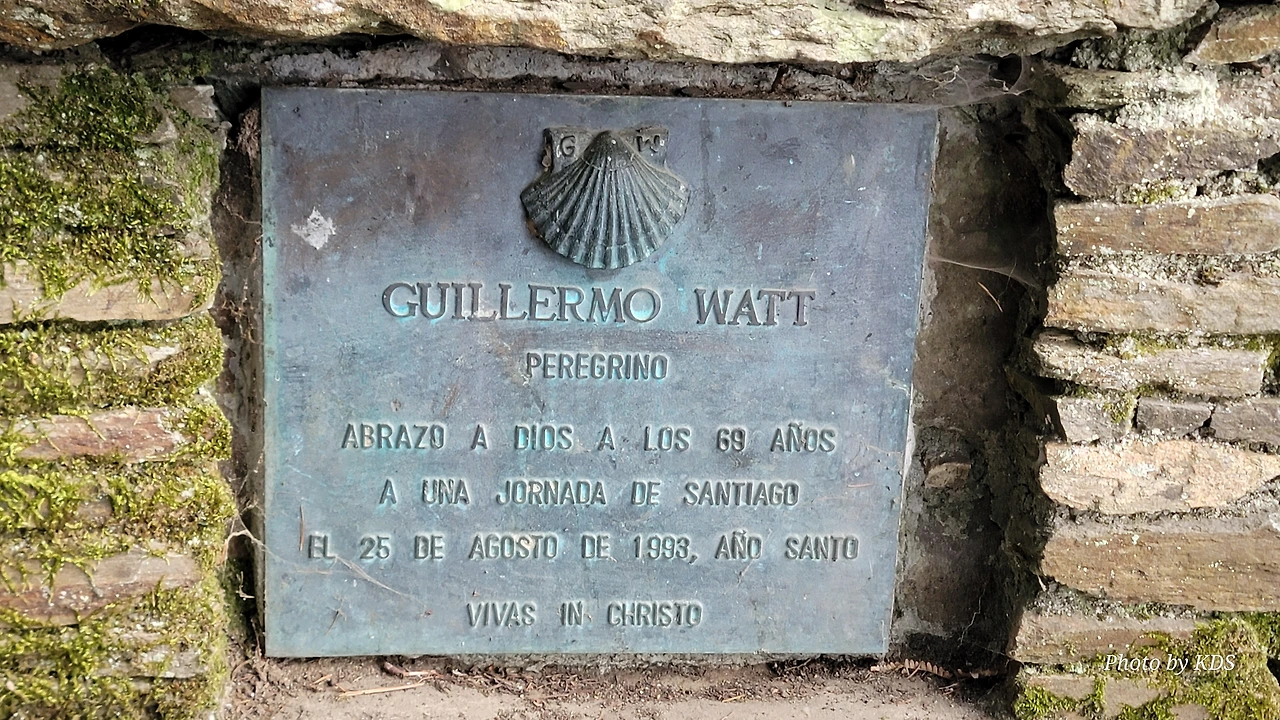 G W
GUILLERMO WATT
PEREGRINO
ABRAZO A DIOS A LOS 69 AÑOS
A UNA JORNADA DE SANTIAGO
EL 25 DE AGOSTO DE 1993, AÑO SANTO
VIVAS IN CHRISTO
Photo by KDS